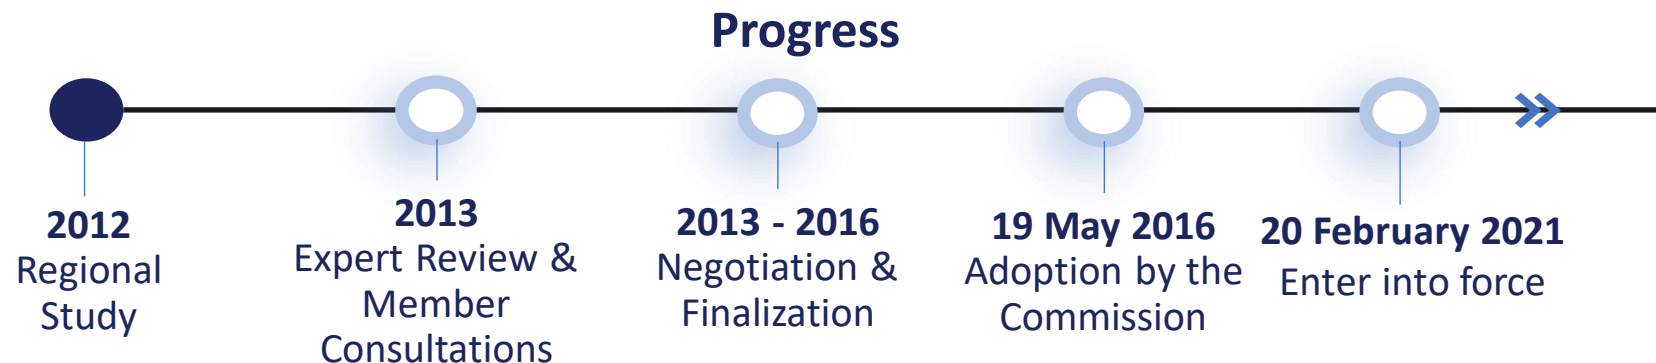 Progress
2012
Regional
Study
2013
Expert Review &
Member
Consultations
2013 - 2016
Negotiation &
Finalization
19 May 2016
Adoption by the
Commission
20 February 2021
Enter into force